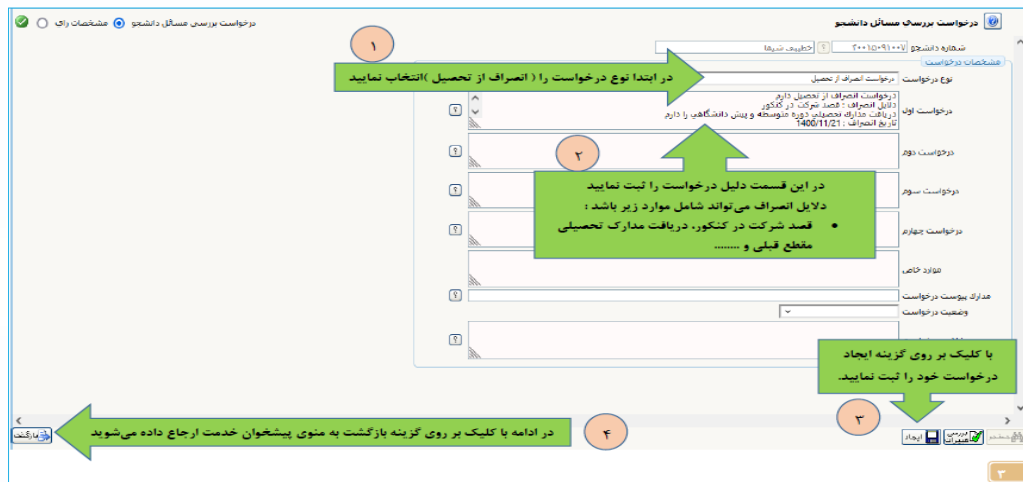 درخواست بررسی مسائل دانشجو
درخواست بررسی مسائل دانشجو مشخصات رای
شماره دانشجو
خطیبی شیما
مشخصات درخواست
۱
در ابتدا نوع درخواست را ( انصراف از تحصیل )انتخاب نمایید
نوع درخواست درخواست انصراف از تحصیل
درخواست اول
درخواست انصراف از تحصیل دارم
دلایل انصراف : قصد شرکت در کنکور
دریافت مدارک تحصیلی دوره متوسطه و پیش دانشگاهی را دارم
تاریخ انصراف : 1400/11/21
درخواست دوم
۲
در این قسمت دلیل درخواست را ثبت نمایید
دلایل انصراف می‌تواند شامل موارد زیر باشد :
• قصد شرکت در کنکور، دریافت مدارک تحصیلی
مقطع قبلی و ........
درخواست سوم
درخواست چهارم
موارد خاص
مدارک پیوست درخواست
وضعیت درخواست
با کلیک بر روی گزینه ایجاد
درخواست خود را ثبت نمایید.
۳
در ادامه با کلیک بر روی گزینه بازگشت به منوی پیشخوان خدمت ارجاع داده می‌شوید
۴
ایجاد
بررسی تغییرات
جستجو
بازگشت
۳